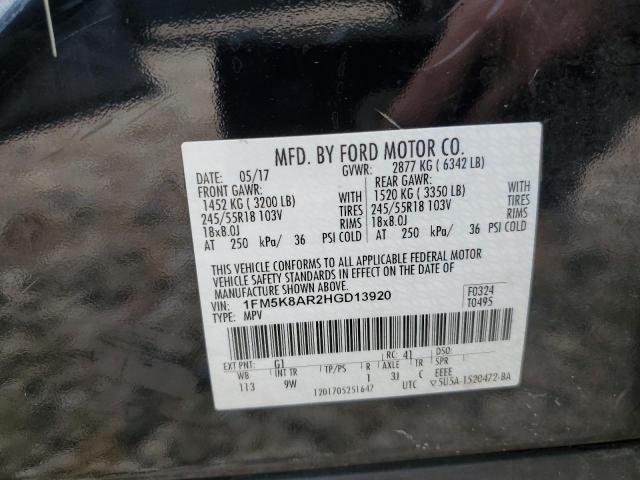 MFD. BY FORD MOTOR CO.
DATE: 05/17 GVWR: 2877 KG ( 6342 LB)
FRONT GAWR: REAR GAWR:
1452 KG ( 3200 LB) WITH 1520 KG ( 3350 LB) WITH
245/55R18 103V TIRES 245/55R18 103V TIRES
18x8.0J RIMS 18x8.0J RIMS
AT 250 kPa/ 36 PSI COLD AT 250 kPa/ 36 PSI COLD
THIS VEHICLE CONFORMS TO ALL APPLICABLE FEDERAL MOTOR
VEHICLE SAFETY STANDARDS IN EFFECT ON THE DATE OF
MANUFACTURE SHOWN ABOVE.
VIN: 1FM5K8AR2HGD13920 F0324
TYPE: MPV T0495
EXT PNT: G1 RC: 41 DSO:
WB INT TR TP/PS R AXLE TR SPR
113 9W 1 3J C EEEE
1201705251647 UTC 5U5A-1520472-BA